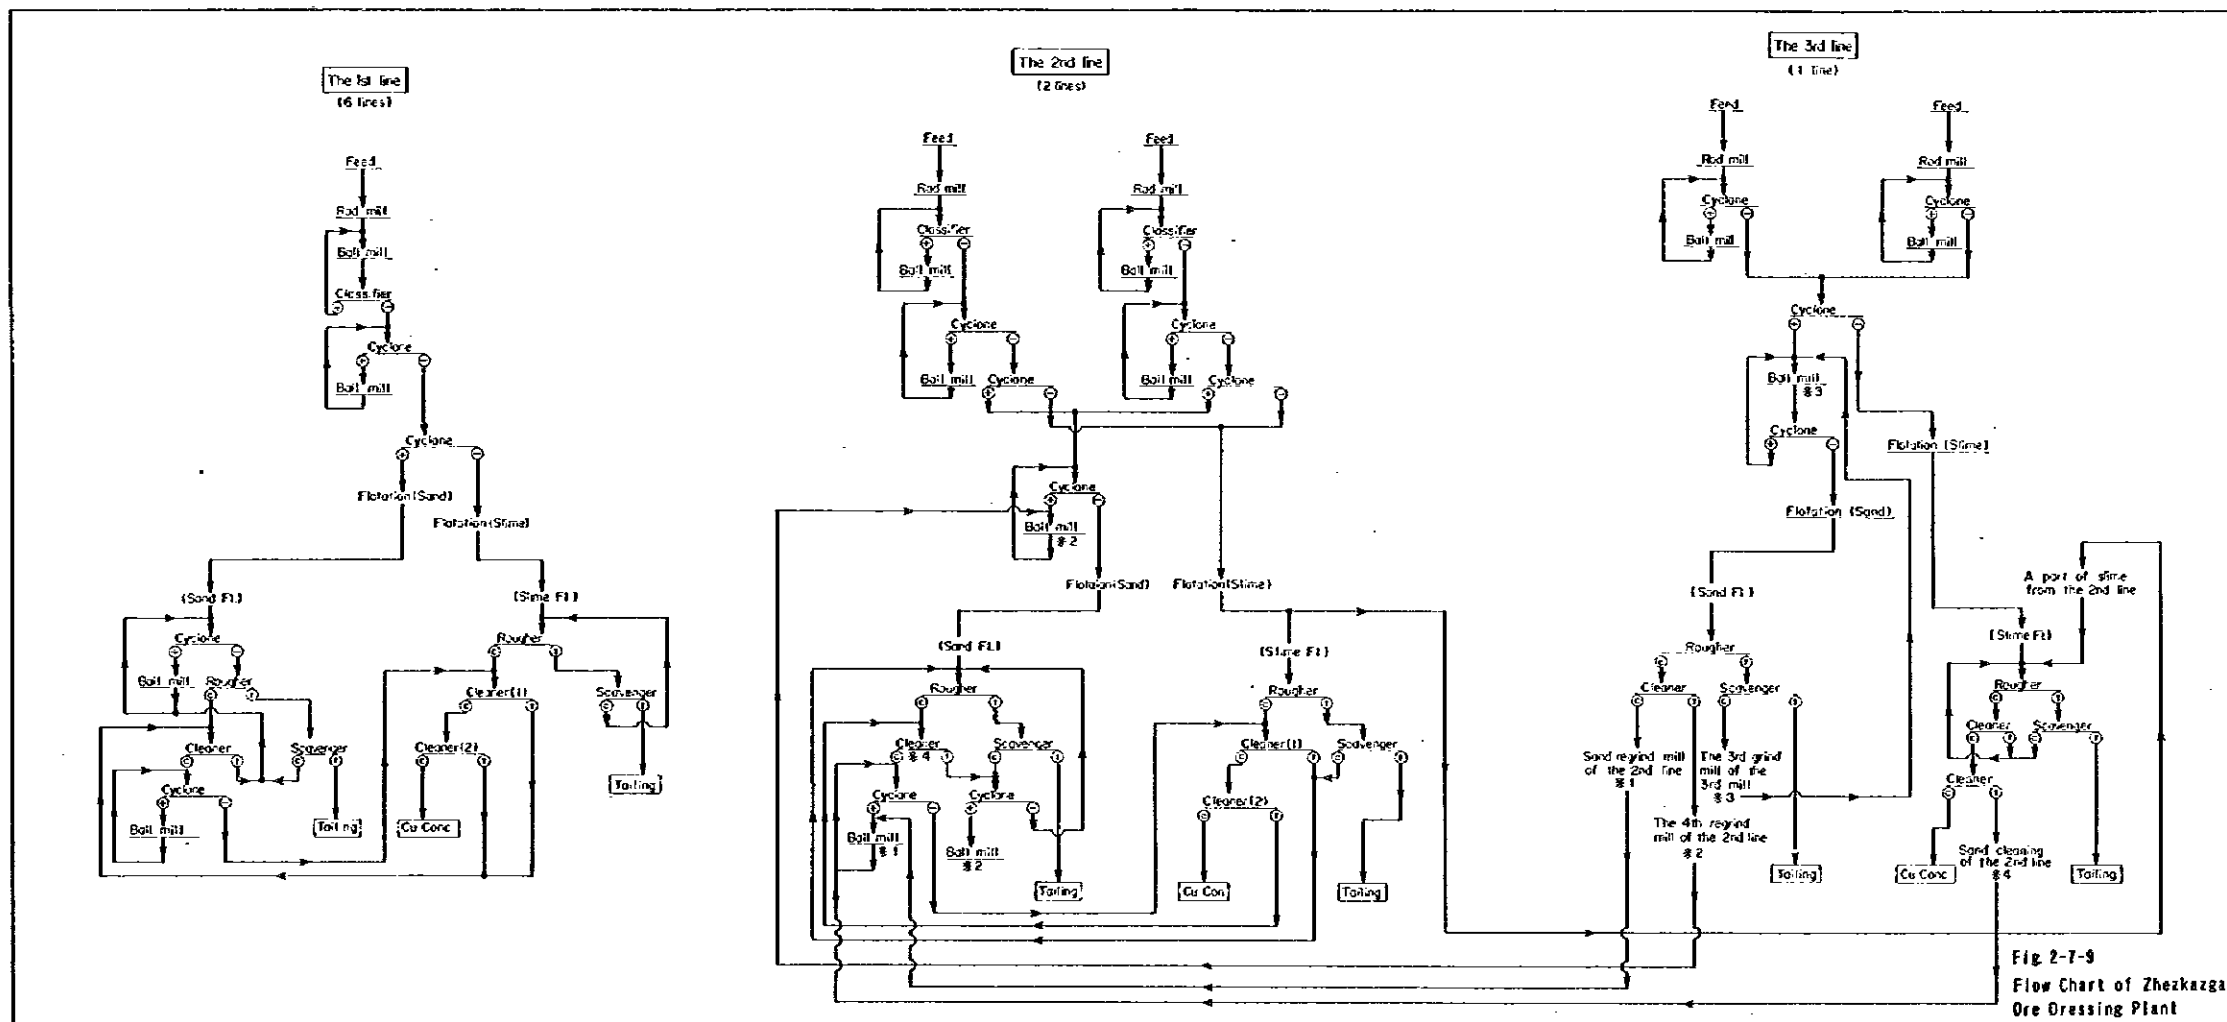 The 1st line
(6 lines)
Feed
Rod mill
Ball mill
Classifier
Cyclone
Ball mill
Cyclone
Flotation(Sand)
Flotation(Slime)
(Sand Ft.)
(Slime Ft.)
Cyclone
Ball mill
Rougher
Cleaner
Scavenger
Cyclone
Ball mill
Tailing
Rougher
Cleaner(1)
Scavenger
Cleaner(2)
Cu Conc
Tailing
The 2nd line
(2 lines)
Feed
Feed
Rod mill
Rod mill
Classifier
Classifier
Ball mill
Ball mill
Cyclone
Cyclone
Ball mill
Cyclone
Ball mill
Cyclone
Cyclone
Ball mill
※2
Flotaion(Sand)
Flotation(Slime)
(Sand Ft.)
(Slime Ft.)
Rougher
Cleaner
※4
Scavenger
Cyclone
Cyclone
Ball mill
※1
Ball mill
※2
Tailing
Rougher
Cleaner(1)
Scavenger
Cleaner(2)
Cu Con
Tailing
The 3rd line
(1 line)
Feed
Feed
Rod mill
Rod mill
Cyclone
Cyclone
Ball mill
Ball mill
Cyclone
Ball mill
※3
Cyclone
Flotation (Slime)
Flotation (Sand)
(Sand Ft.)
Rougher
Cleaner
Scavenger
Sand regind mill
of the 2nd line
※1
The 3rd grind
mill of the
3rd mill
※3
The 4th regrind
mill of the 2nd line
※2
Tailing
A part of slime
from the 2nd line
(Slime Ft)
Rougher
Cleaner
Scavenger
Cleaner
Sand cleaning
of the 2nd line
※4
Cu Conc
Tailing
Fig 2-7-9
Flow Chart of Zhezkazga
Ore Dressing Plant